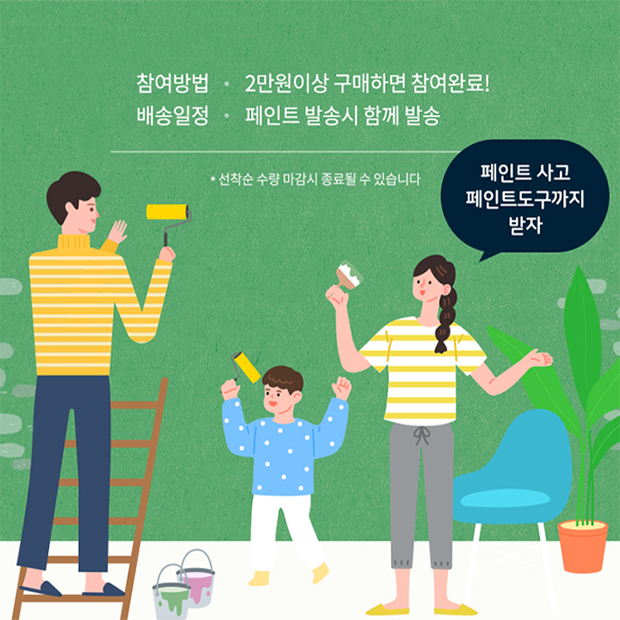 참여방법 • 2만원이상 구매하면 참여완료!
배송일정 • 페인트 발송시 함께 발송
* 선착순 수량 마감시 종료될 수 있습니다
페인트 사고
페인트도구까지
받자